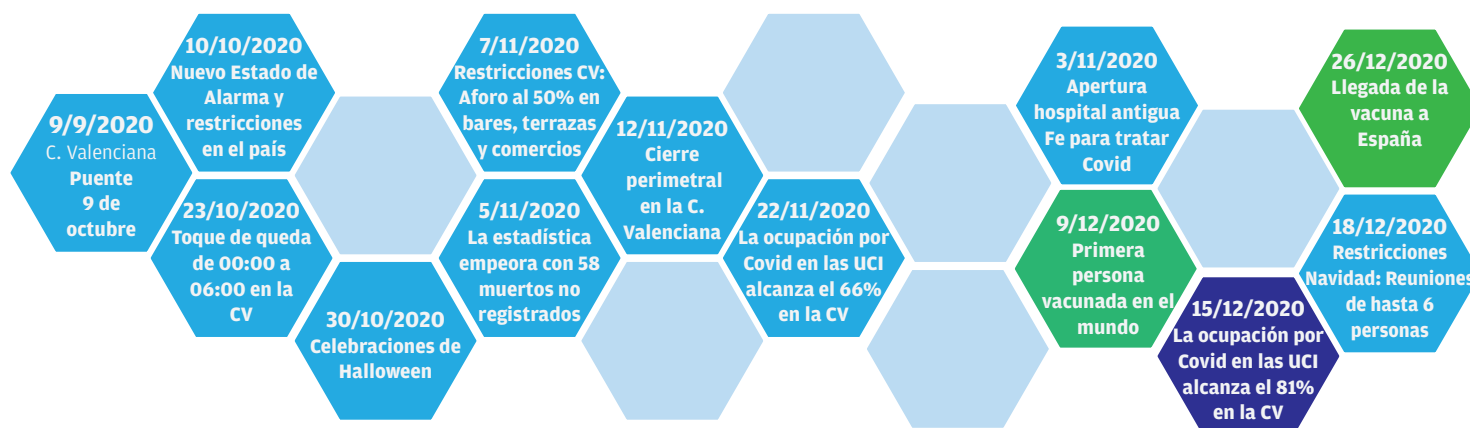 9/9/2020
C. Valenciana
Puente
9 de
octubre
10/10/2020
Nuevo Estado de
Alarma y
restricciones
en el país
23/10/2020
Toque de queda
de 00:00 a
06:00 en la
CV
30/10/2020
Celebraciones de
Halloween
7/11/2020
Restricciones CV:
Aforo al 50% en
bares, terrazas
y comercios
5/11/2020
La estadística
empeora con 58
muertos no
registrados
12/11/2020
Cierre
perimetral
en la C.
Valenciana
22/11/2020
La ocupación por
Covid en las UCI
alcanza el 66%
en la CV
3/11/2020
Apertura
hospital antigua
Fe para tratar
Covid
9/12/2020
Primera
persona
vacunada en el
mundo
15/12/2020
La ocupación por
Covid en las UCI
alcanza el 81%
en la CV
26/12/2020
Llegada de la
vacuna a
España
18/12/2020
Restricciones
Navidad: Reuniones
de hasta 6
personas